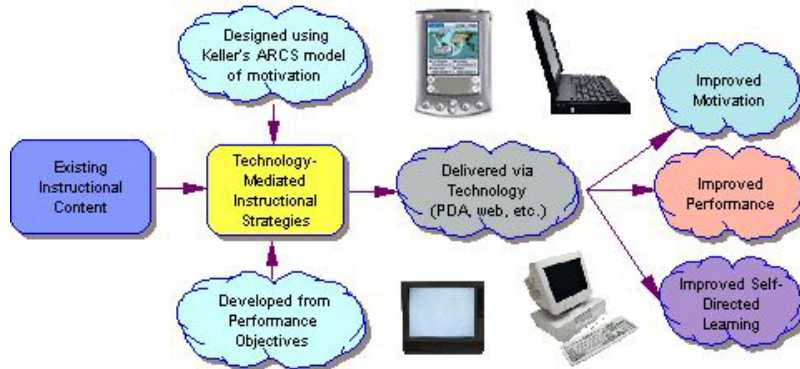 Designed using
Keller's ARCS model
of motivation
Existing
Instructional
Content
Technology-
Mediated
Instructional
Strategies
Developed from
Performance
Objectives
Delivered via
Technology
(PDA, web, etc.)
Improved
Motivation
Improved
Performance
Improved Self-
Directed
Learning